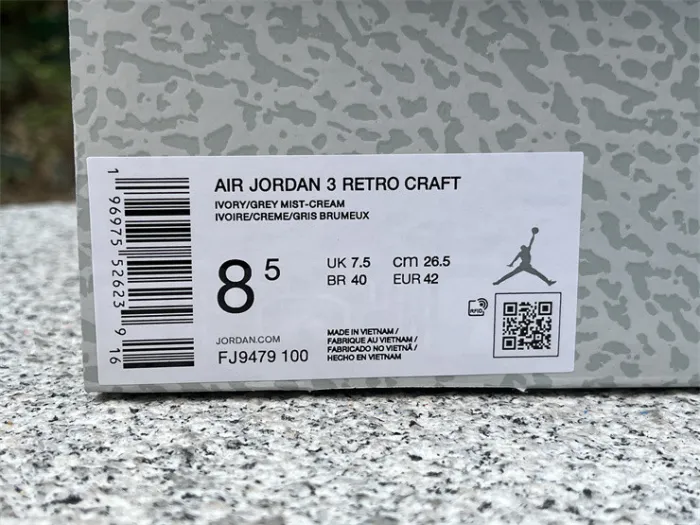 AIR JORDAN 3 RETRO CRAFT
IVORY/GREY MIST-CREAM
IVOIRE/CREME/GRIS BRUMEUX
8 5
UK 7.5 cm 26.5
BR 40 EUR 42
JORDAN.COM
FJ9479 100
MADE IN VIETNAM /
FABRIQUE AU VIETNAM /
FABRICADO NO VIETNÃ /
HECHO EN VIETNAM
RFID
1 96975 52623 9 16